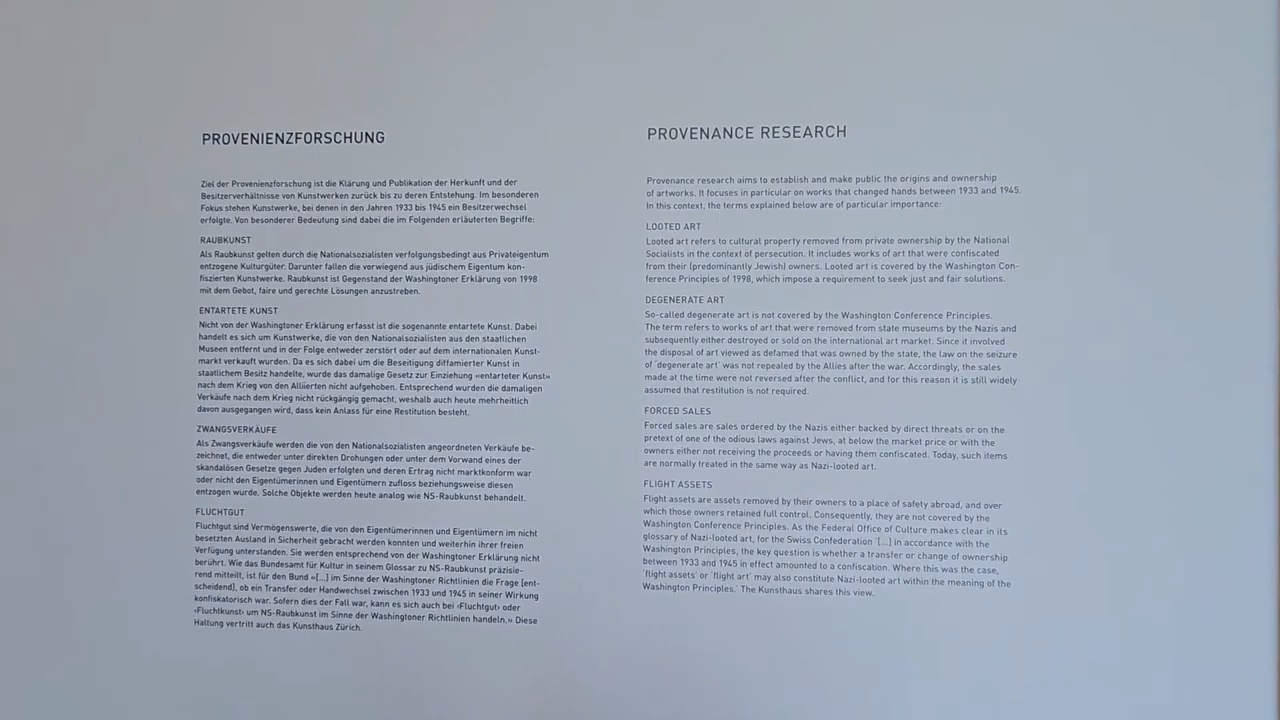 PROVENIENZFORSCHUNG
Ziel der Provenienzforschung ist die Klärung und Publikation der Herkunft und der
Besitzerverhältnisse von Kunstwerken zurück bis zu deren Entstehung. Im besonderen
Fokus stehen Kunstwerke, bei denen in den Jahren 1933 bis 1945 ein Besitzerwechsel
erfolgte. Von besonderer Bedeutung sind dabei die im Folgenden erläuterten Begriffe:
RAUBKUNST
Als Raubkunst gelten durch die Nationalsozialisten verfolgungsbedingt aus Privateigentum
entzogene Kulturgüter. Darunter fallen die vorwiegend aus jüdischem Eigentum kon-
fiszierten Kunstwerke. Raubkunst ist Gegenstand der Washingtoner Erklärung von 1998
mit dem Gebot, faire und gerechte Lösungen anzustreben.
ENTARTETE KUNST
Nicht von der Washingtoner Erklärung erfasst ist die sogenannte entartete Kunst. Dabei
handelt es sich um Kunstwerke, die von den Nationalsozialisten aus den staatlichen
Museen entfernt und in der Folge entweder zerstört oder auf dem internationalen Kunst-
markt verkauft wurden. Da es sich dabei um die Beseitigung diffamierter Kunst in
staatlichem Besitz handelte, wurde das damalige Gesetz zur Einziehung «entarteter Kunst»
nach dem Krieg von den Alliierten nicht aufgehoben. Entsprechend wurden die damaligen
Verkäufe nach dem Krieg nicht rückgängig gemacht, weshalb auch heute mehrheitlich
davon ausgegangen wird, dass kein Anlass für eine Restitution besteht.
ZWANGSVERKÄUFE
Als Zwangsverkäufe werden die von den Nationalsozialisten angeordneten Verkäufe be-
zeichnet, die entweder unter direkten Drohungen oder unter dem Vorwand eines der
skandalösen Gesetze gegen Juden erfolgten und deren Ertrag nicht marktkonform war
oder nicht den Eigentümerinnen und Eigentümern zufloss beziehungsweise diesen
entzogen wurde. Solche Objekte werden heute analog wie NS-Raubkunst behandelt.
FLUCHTGUT
Fluchtgut sind Vermögenswerte, die von den Eigentümerinnen und Eigentümern im nicht
besetzten Ausland in Sicherheit gebracht werden konnten und weiterhin ihrer freien
Verfügung unterstanden. Sie werden entsprechend von der Washingtoner Erklärung nicht
berührt. Wie das Bundesamt für Kultur in seinem Glossar zu NS-Raubkunst präzisie-
rend mitteilt, ist für den Bund «[...] im Sinne der Washingtoner Richtlinien die Frage [ent-
scheidend], ob ein Transfer oder Handwechsel zwischen 1933 und 1945 in seiner Wirkung
konfiskatorisch war. Sofern dies der Fall war, kann es sich auch bei ‹Fluchtgut› oder
‹Fluchtkunst› um NS-Raubkunst im Sinne der Washingtoner Richtlinien handeln.» Diese
Haltung vertritt auch das Kunsthaus Zürich.
PROVENANCE RESEARCH
Provenance research aims to establish and make public the origins and ownership
of artworks. It focuses in particular on works that changed hands between 1933 and 1945.
In this context, the terms explained below are of particular importance:
LOOTED ART
Looted art refers to cultural property removed from private ownership by the National
Socialists in the context of persecution. It includes works of art that were confiscated
from their (predominantly Jewish) owners. Looted art is covered by the Washington Con-
ference Principles of 1998, which impose a requirement to seek just and fair solutions.
DEGENERATE ART
So-called degenerate art is not covered by the Washington Conference Principles.
The term refers to works of art that were removed from state museums by the Nazis and
subsequently either destroyed or sold on the international art market. Since it involved
the disposal of art viewed as defamed that was owned by the state, the law on the seizure
of 'degenerate art' was not repealed by the Allies after the war. Accordingly, the sales
made at the time were not reversed after the conflict, and for this reason it is still widely
assumed that restitution is not required.
FORCED SALES
Forced sales are sales ordered by the Nazis either backed by direct threats or on the
pretext of one of the odious laws against Jews, at below the market price or with the
owners either not receiving the proceeds or having them confiscated. Today, such items
are normally treated in the same way as Nazi-looted art.
FLIGHT ASSETS
Flight assets are assets removed by their owners to a place of safety abroad, and over
which those owners retained full control. Consequently, they are not covered by the
Washington Conference Principles. As the Federal Office of Culture makes clear in its
glossary of Nazi-looted art, for the Swiss Confederation '[...] in accordance with the
Washington Principles, the key question is whether a transfer or change of ownership
between 1933 and 1945 in effect amounted to a confiscation. Where this was the case,
'flight assets' or 'flight art' may also constitute Nazi-looted art within the meaning of the
Washington Principles.' The Kunsthaus shares this view.